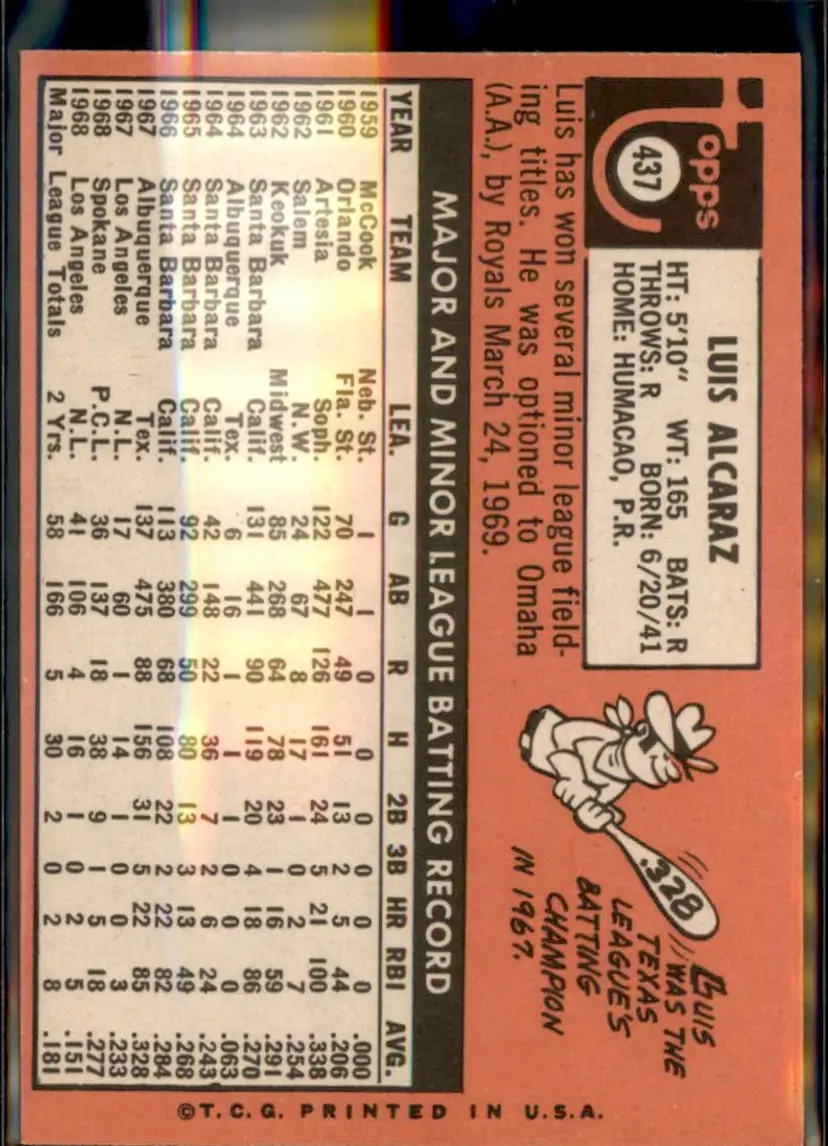 Topps
437
LUIS ALCARAZ
HT: 5'10" WT: 165 BATS: R
THROWS: R BORN: 6/20/41
HOME: HUMACAO, P.R.
Luis has won several minor league field-
ing titles. He was optioned to Omaha
(A.A.), by Royals March 24, 1969.
.328
LUIS
WAS THE
TEXAS
LEAGUE'S
BATTING
CHAMPION
IN 1967.
MAJOR AND MINOR LEAGUE BATTING RECORD
YEAR TEAM LEA. G AB R H 2B 3B HR RBI AVG.
1959 McCook Neb. St. 1 1 0 0 0 0 0 0 .000
1960 Orlando Fla. St. 70 247 49 51 13 2 5 44 .206
1961 Artesia Soph. 122 477 126 161 24 5 21 100 .338
1962 Salem N.W. 24 67 8 17 1 0 2 7 .254
1962 Keokuk Midwest 85 268 64 78 23 1 16 59 .291
1963 Santa Barbara Calif. 131 441 90 119 20 4 18 86 .270
1964 Albuquerque Tex. 6 16 1 1 1 0 0 0 .063
1964 Santa Barbara Calif. 42 148 22 36 7 2 6 24 .243
1965 Santa Barbara Calif. 92 299 50 80 13 3 13 49 .268
1966 Santa Barbara Calif. 113 380 68 108 22 2 22 82 .284
1967 Albuquerque Tex. 137 475 88 156 31 5 22 85 .328
1967 Los Angeles N.L. 17 60 1 14 1 0 0 3 .233
1968 Spokane P.C.L. 36 137 18 38 9 1 5 18 .277
1968 Los Angeles N.L. 41 106 4 16 1 0 2 5 .151
Major League Totals 2 Yrs. 58 166 5 30 2 0 2 8 .181
©T.C.G. PRINTED IN U.S.A.